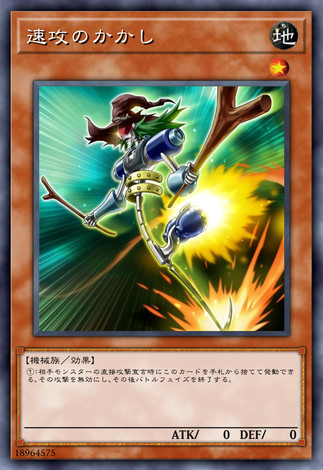 速攻のかかし
地
【機械族／効果】
①：相手モンスターの直接攻撃宣言時にこのカードを手札から捨てて発動でき
る。その攻撃を無効にし、その後バトルフェイズを終了する。
ATK/ 0 DEF/ 0
18964575